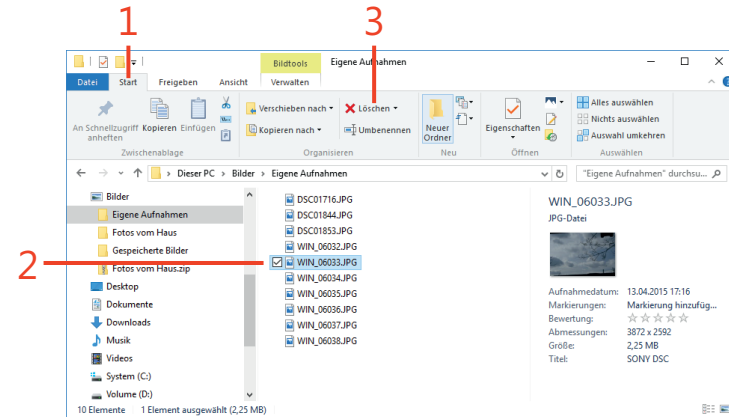 1
3
Bildtools
Eigene Aufnahmen
Datei Start Freigeben Ansicht Verwalten
An Schnellzugriff anheften
Kopieren
Einfügen
Verschieben nach
Kopieren nach
Löschen
Umbenennen
Neuer Ordner
Eigenschaften
Alles auswählen
Nichts auswählen
Auswahl umkehren
Zwischenablage Organisieren Neu Öffnen Auswählen
Dieser PC > Bilder > Eigene Aufnahmen
"Eigene Aufnahmen" durchsu...
2
Bilder
Eigene Aufnahmen
Fotos vom Haus
Gespeicherte Bilder
Fotos vom Haus.zip
Desktop
Dokumente
Downloads
Musik
Videos
System (C:)
Volume (D:)
DSC01716.JPG
DSC01844.JPG
DSC01853.JPG
WIN_06032.JPG
WIN_06033.JPG
WIN_06034.JPG
WIN_06035.JPG
WIN_06036.JPG
WIN_06037.JPG
WIN_06038.JPG
WIN_06033.JPG
JPG-Datei
Aufnahmedatum: 13.04.2015 17:16
Markierungen: Markierung hinzufüg...
Bewertung:
Abmessungen: 3872 x 2592
Größe: 2,25 MB
Titel: SONY DSC
10 Elemente 1 Element ausgewählt (2,25 MB)